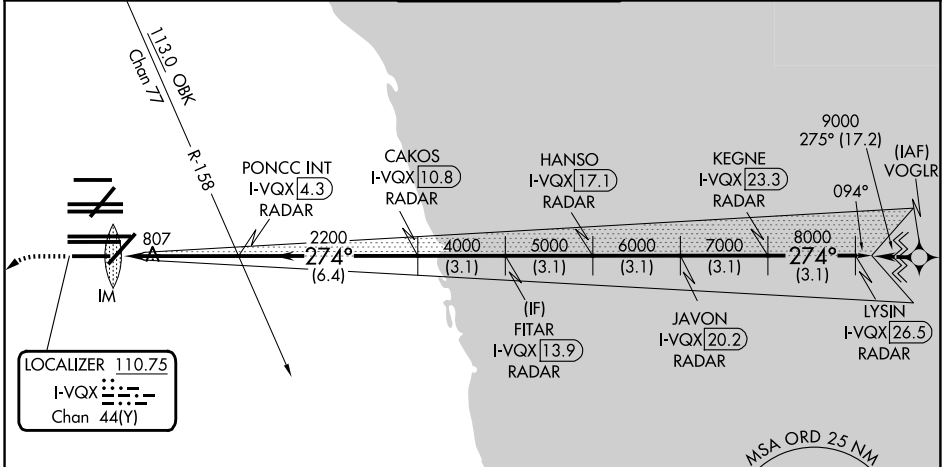 113.0 OBK
Chan 77
R-158
PONCC INT
I-VQX 4.3
RADAR
CAKOS
I-VQX 10.8
RADAR
HANSO
I-VQX 17.1
RADAR
KEGNE
I-VQX 23.3
RADAR
9000
275° (17.2)
(IAF)
VOGLR
094°
807
2200
274°
(6.4)
4000
(3.1)
5000
(3.1)
6000
(3.1)
7000
(3.1)
8000
274°
(3.1)
IM
(IF)
FITAR
I-VQX 13.9
RADAR
JAVON
I-VQX 20.2
RADAR
LYSIN
I-VQX 26.5
RADAR
LOCALIZER 110.75
I-VQX
Chan 44(Y)
MSA ORD 25 NM